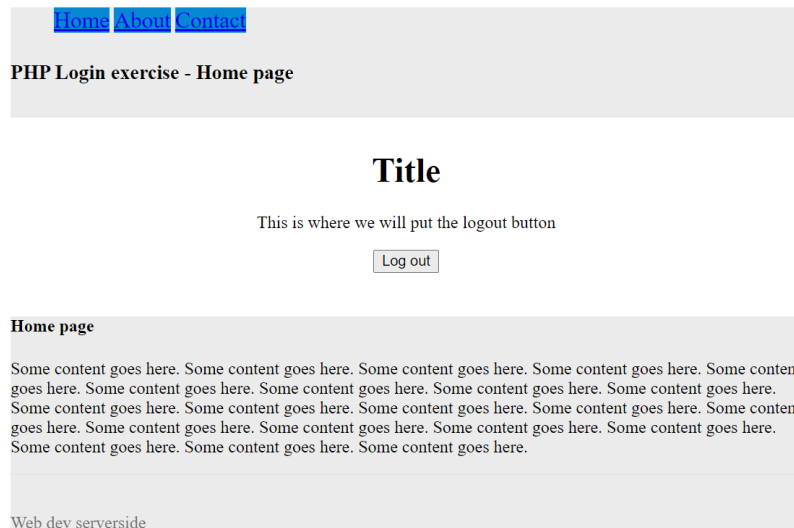 Home About Contact
PHP Login exercise - Home page
Title
This is where we will put the logout button
Log out
Home page
Some content goes here. Some content goes here. Some content goes here. Some content goes here. Some conten
goes here. Some content goes here. Some content goes here. Some content goes here. Some content goes here.
Some content goes here. Some content goes here. Some content goes here. Some content goes here. Some conten
goes here. Some content goes here. Some content goes here. Some content goes here. Some content goes here.
Some content goes here. Some content goes here. Some content goes here.
Web dev serverside